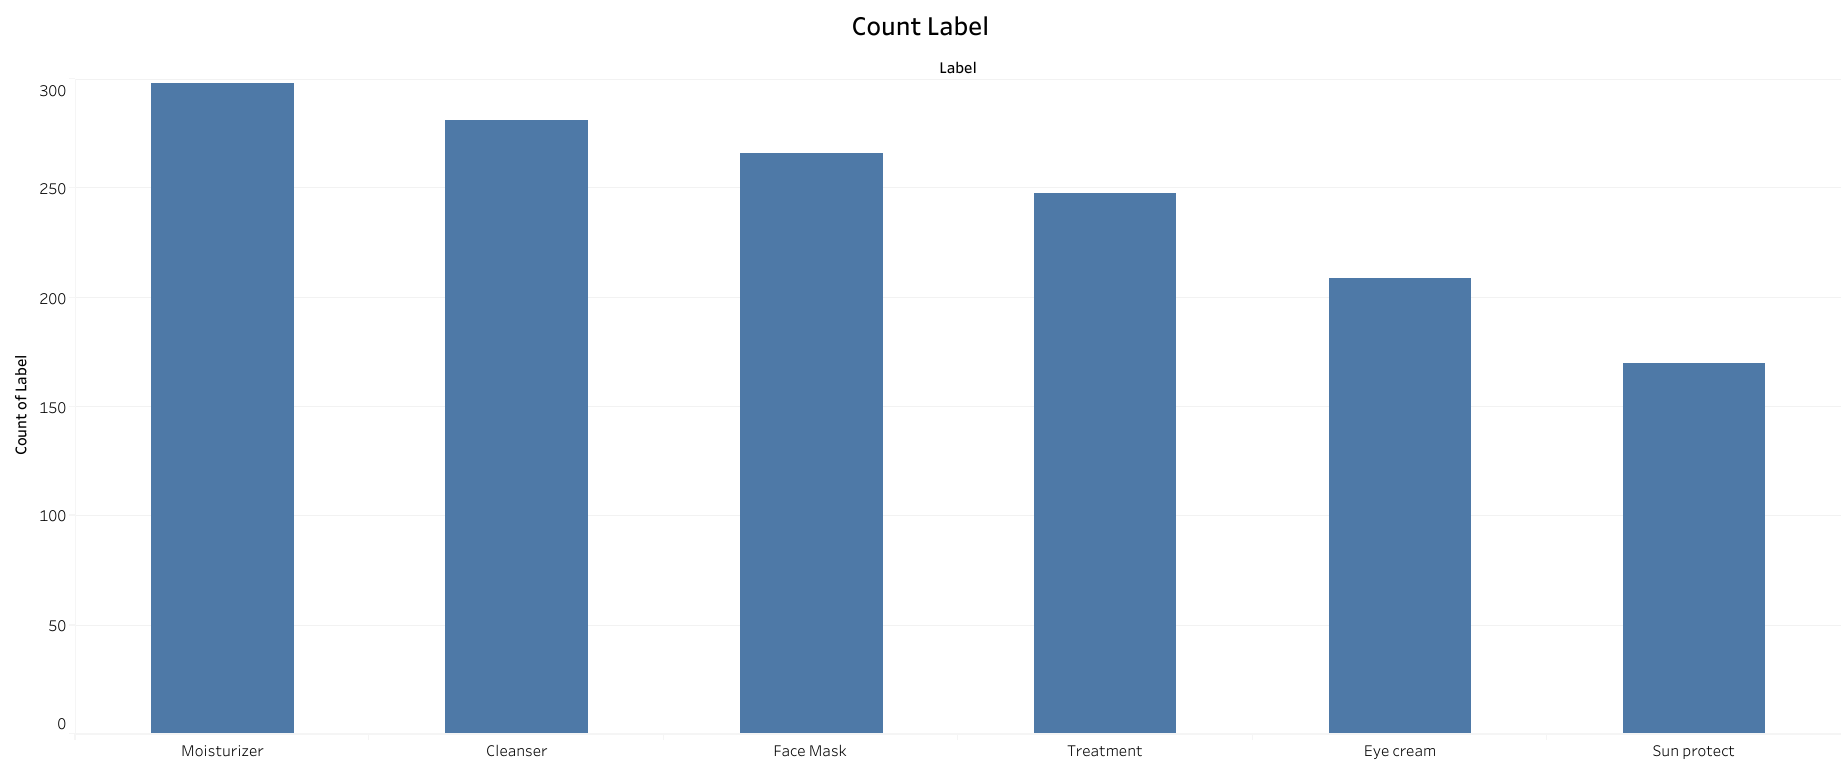 Count Label
Label
300
250
200
150
100
50
0
Count of Label
Moisturizer
Cleanser
Face Mask
Treatment
Eye cream
Sun protect